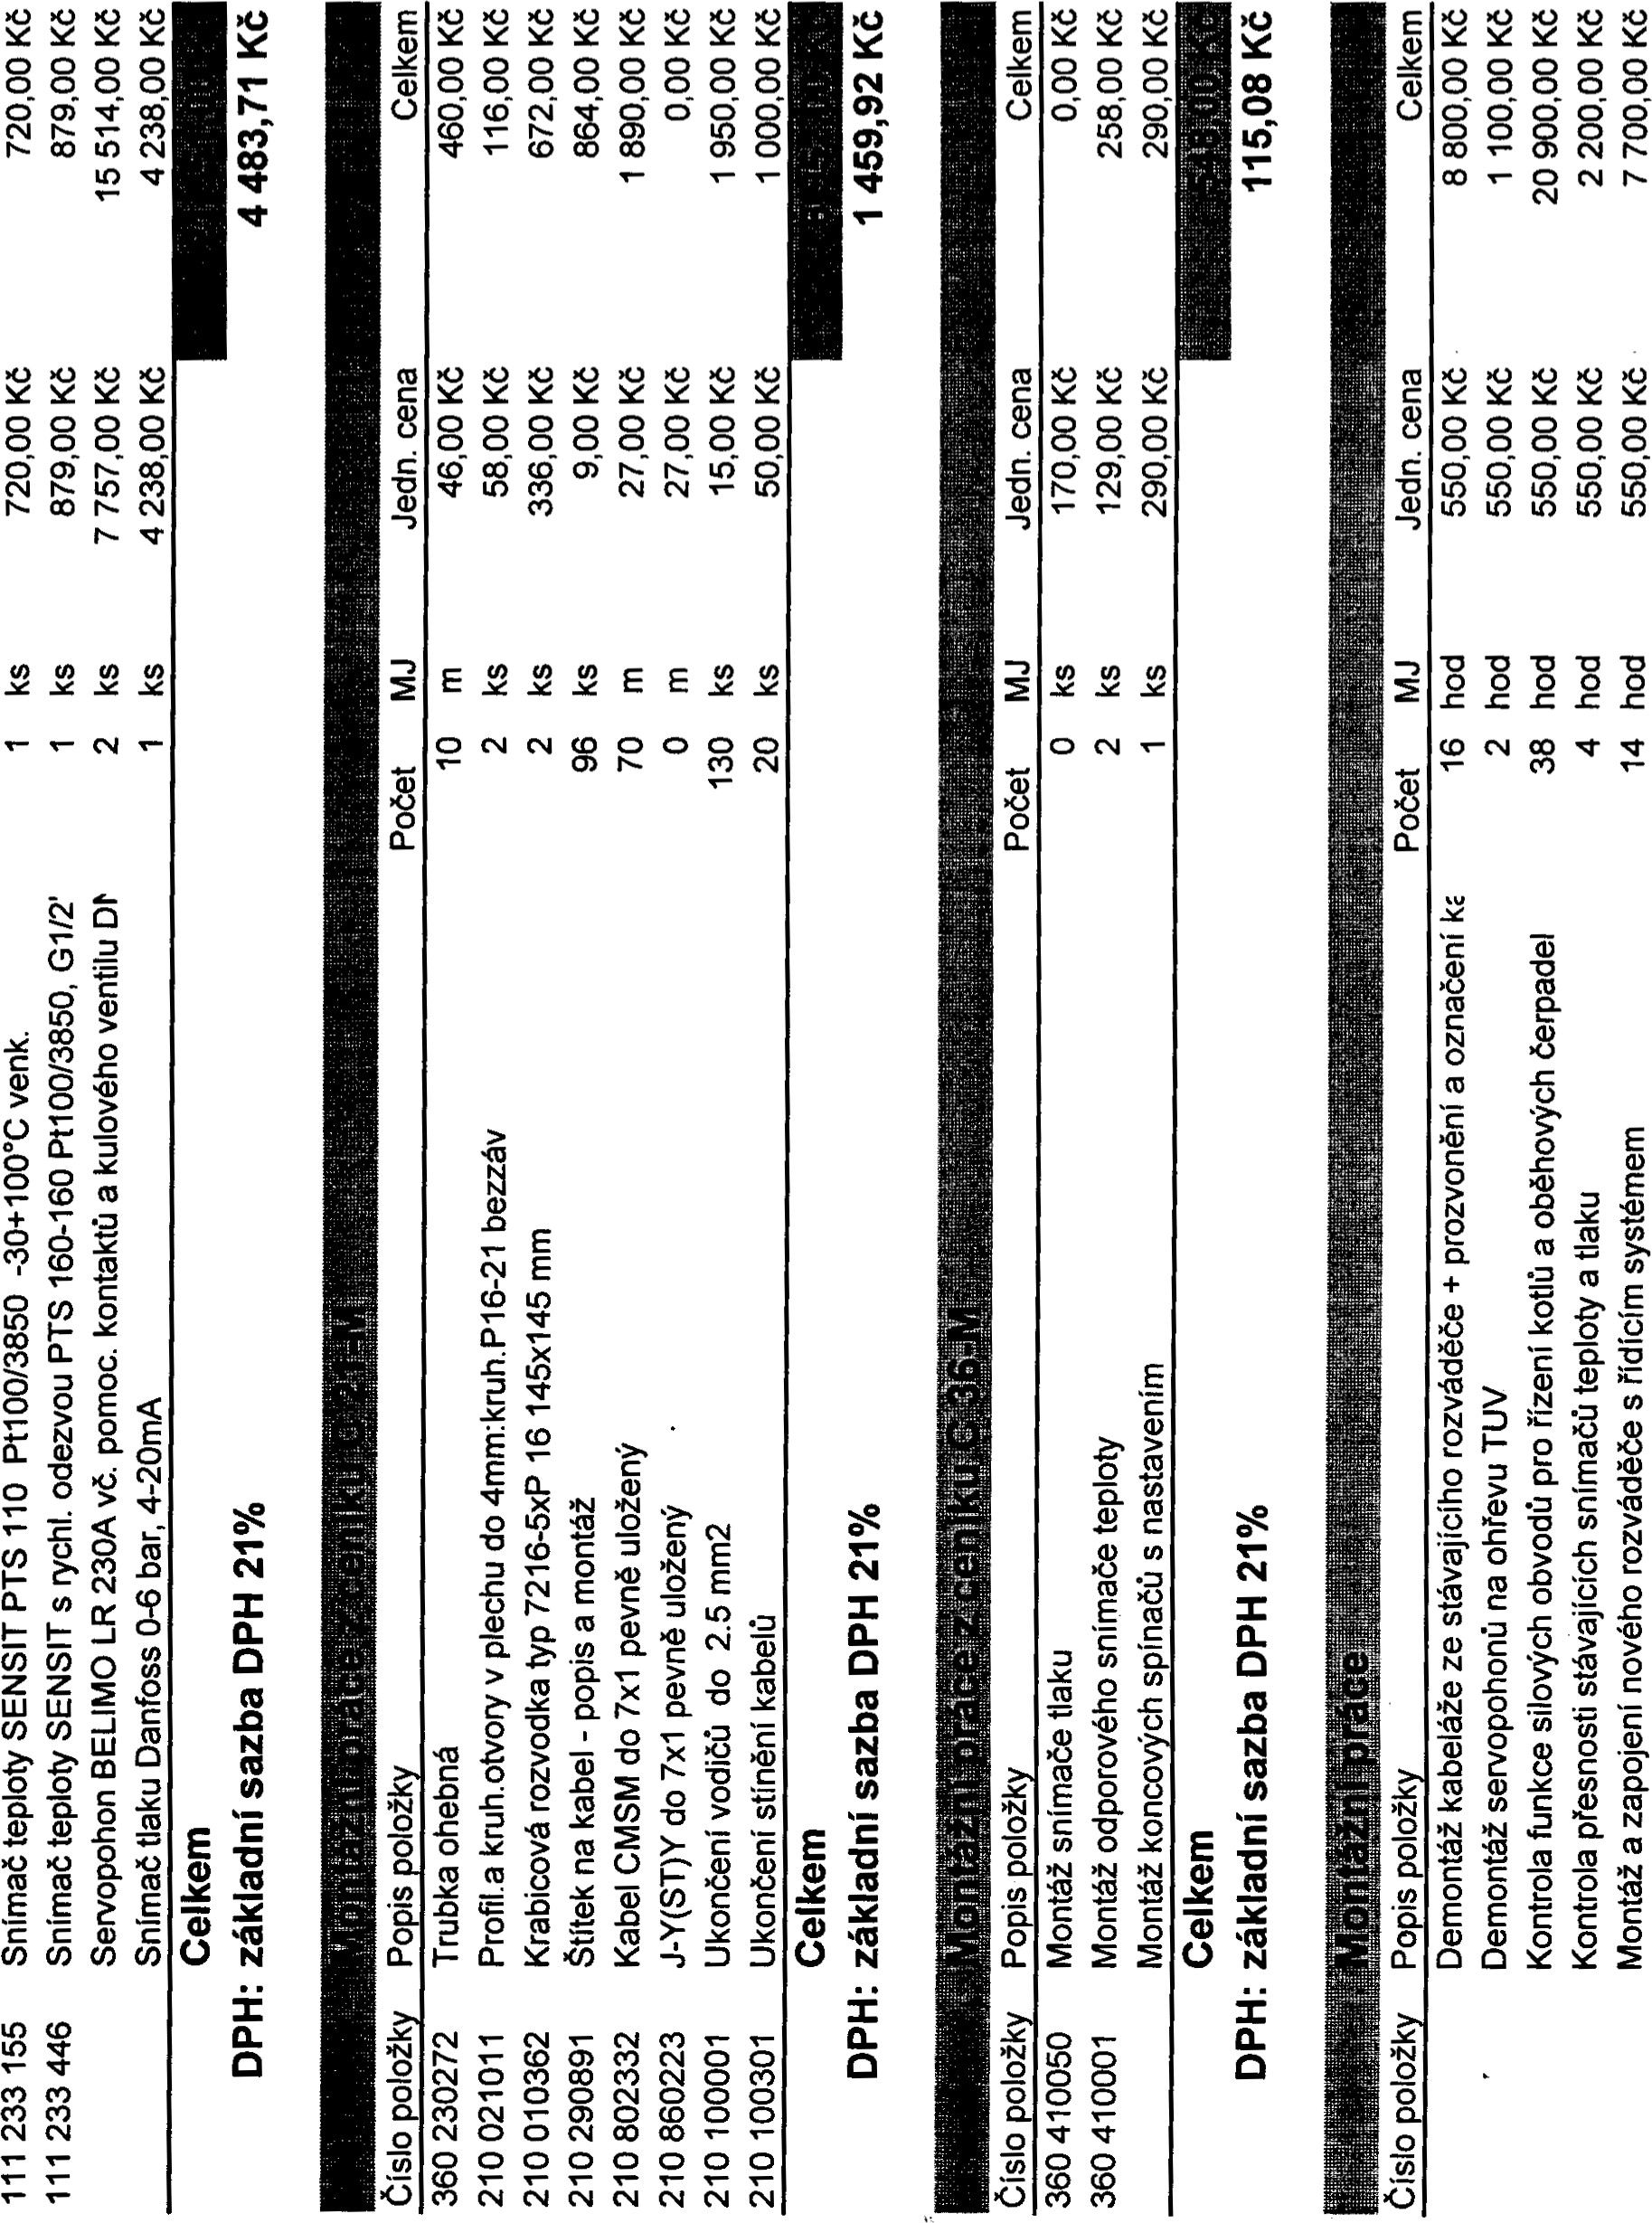 111 233 155 Snímač teploty SENSIT PTS 110 Pt100/3850 -30+100°C venk. 1 ks 720,00 Kč 720,00 Kč
111 233 446 Snímač teploty SENSIT s rychl. odezvou PTS 160-160 Pt100/3850, G1/2' 1 ks 879,00 Kč 879,00 Kč
Servopohon BELIMO LR 230A vč. pomoc. kontaktů a kulového ventilu DN 2 ks 7 757,00 Kč 15 514,00 Kč
Snímač tlaku Danfoss 0-6 bar, 4-20mA 1 ks 4 238,00 Kč 4 238,00 Kč
Celkem
DPH: základní sazba DPH 21% 4 483,71 Kč
Montážní práce z ceníku C 21-M
Číslo položky Popis položky Počet MJ Jedn. cena Celkem
360 230272 Trubka ohebná 10 m 46,00 Kč 460,00 Kč
210 021011 Profil.a kruh.otvory v plechu do 4mm:kruh.P16-21 bezzáv 2 ks 58,00 Kč 116,00 Kč
210 010362 Krabicová rozvodka typ 7216-5xP 16 145x145 mm 2 ks 336,00 Kč 672,00 Kč
210 290891 Štítek na kabel - popis a montáž 96 ks 9,00 Kč 864,00 Kč
210 802332 Kabel CMSM do 7x1 pevně uložený 70 m 27,00 Kč 1 890,00 Kč
210 860223 J-Y(ST)Y do 7x1 pevně uložený 0 m 27,00 Kč 0,00 Kč
210 100001 Ukončení vodičů do 2.5 mm2 130 ks 15,00 Kč 1 950,00 Kč
210 100301 Ukončení stínění kabelů 20 ks 50,00 Kč 1 000,00 Kč
Celkem
DPH: základní sazba DPH 21% 1 459,92 Kč
Montážní práce z ceníku C 36-M
Číslo položky Popis položky Počet MJ Jedn. cena Celkem
360 410050 Montáž snímače tlaku 0 ks 170,00 Kč 0,00 Kč
360 410001 Montáž odporového snímače teploty 2 ks 129,00 Kč 258,00 Kč
Montáž koncových spínačů s nastavením 1 ks 290,00 Kč 290,00 Kč
Celkem 548,00 Kč
DPH: základní sazba DPH 21% 115,08 Kč
Montážní práce
Číslo položky Popis položky Počet MJ Jedn. cena Celkem
Demontáž kabeláže ze stávajícího rozváděče + prozvonění a označení 16 hod 550,00 Kč 8 800,00 Kč
Demontáž servopohonů na ohřevu TUV 2 hod 550,00 Kč 1 100,00 Kč
Kontrola funkce silových obvodů pro řízení kotlů a oběhových čerpadel 38 hod 550,00 Kč 20 900,00 Kč
Kontrola přesnosti stávajících snímačů teploty a tlaku 4 hod 550,00 Kč 2 200,00 Kč
Montáž a zapojení nového rozváděče s řídícím systémem 14 hod 550,00 Kč 7 700,00 Kč